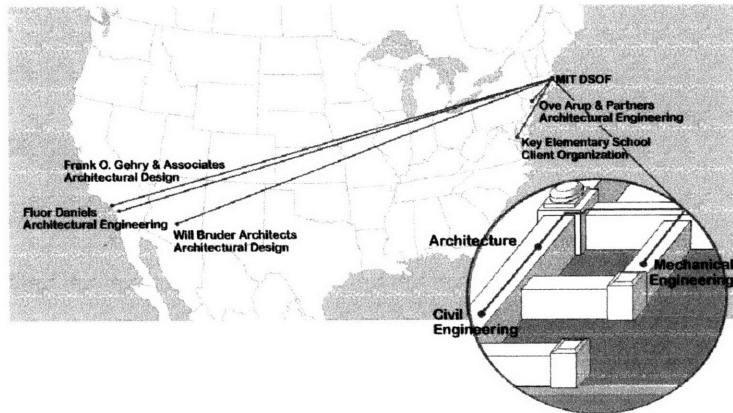 MIT DSOF
Ove Arup & Partners
Architectural Engineering
Key Elementary School
Client Organization
Frank O. Gehry & Associates
Architectural Design
Fluor Daniels
Architectural Engineering
Will Bruder Architects
Architectural Design
Architecture
Mechanical
Engineering
Civil
Engineering